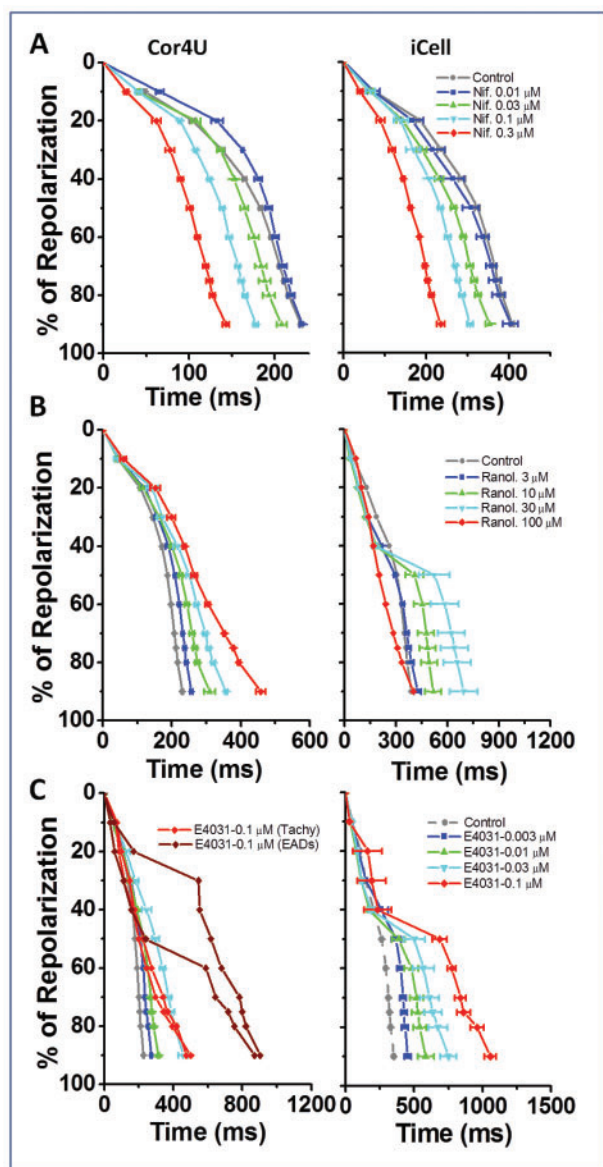 A
Cor4U
iCell
Control
Nif. 0.01 µM
Nif. 0.03 µM
Nif. 0.1 µM
Nif. 0.3 µM
% of Repolarization
0
20
40
60
80
100
0 100 200
0 200 400
Time (ms)
Time (ms)
B
Control
Ranol. 3 µM
Ranol. 10 µM
Ranol. 30 µM
Ranol. 100 µM
% of Repolarization
0
20
40
60
80
100
0 200 400 600
0 300 600 900 1200
Time (ms)
Time (ms)
C
E4031-0.1 µM (Tachy)
E4031-0.1 µM (EADs)
Control
E4031-0.003 µM
E4031-0.01 µM
E4031-0.03 µM
E4031-0.1 µM
% of Repolarization
0
20
40
60
80
100
0 300 600 900 1200
0 500 1000 1500
Time (ms)
Time (ms)